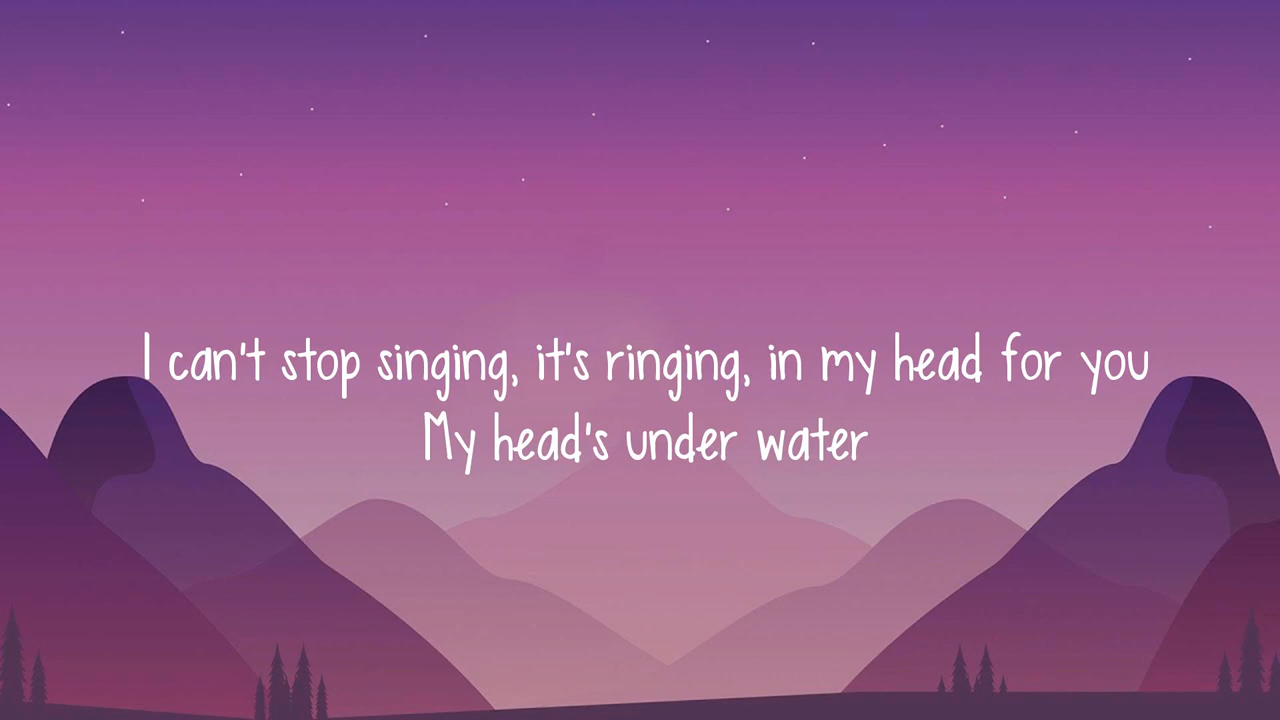 I can't stop singing, it's ringing, in my head for you
My head's under water